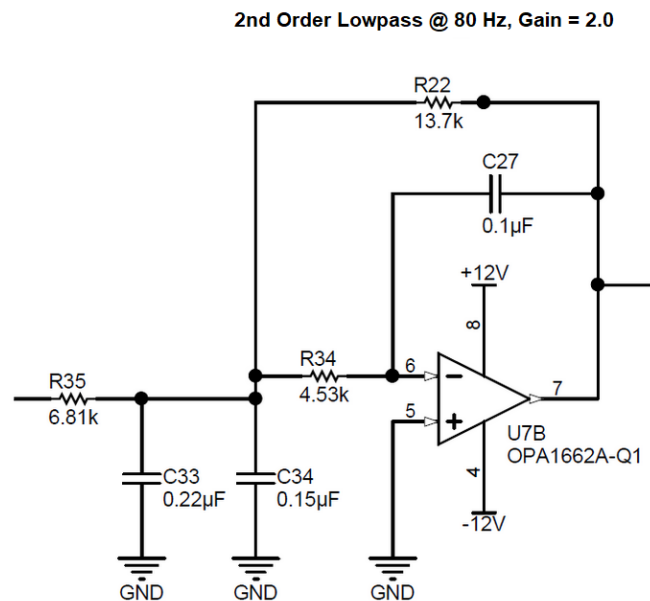 2nd Order Lowpass @ 80 Hz, Gain = 2.0
R22
13.7k
C27
0.1µF
+12V
8
R34
4.53k
6
5
7
R35
6.81k
U7B
OPA1662A-Q1
C33
0.22µF
C34
0.15µF
4
-12V
GND
GND
GND